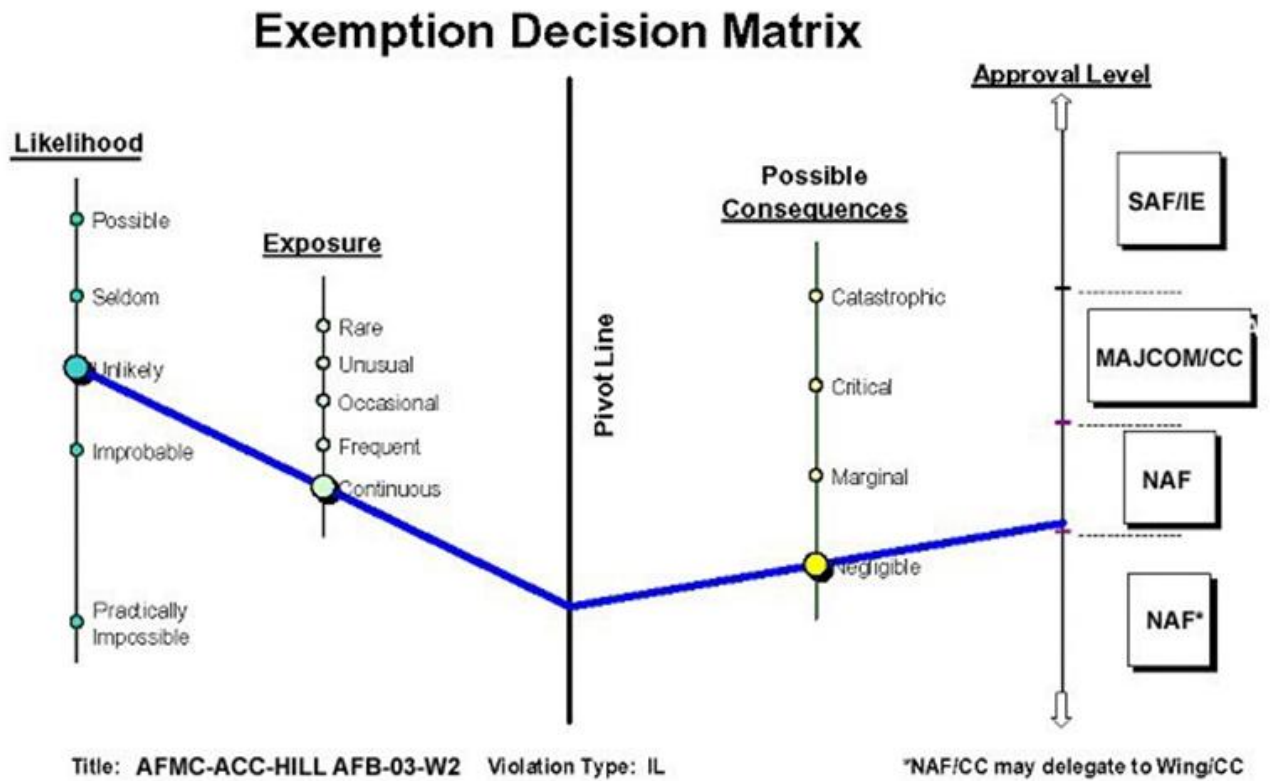 Exemption Decision Matrix
Approval Level
Likelihood
Possible
Seldom
Unlikely
Improbable
Practically
Impossible
Exposure
Rare
Unusual
Occasional
Frequent
Continuous
Pivot Line
Possible
Consequences
Catastrophic
Critical
Marginal
Negligible
SAF/IE
MAJCOM/CC
NAF
NAF*
Title: AFMC-ACC-HILL AFB-03-W2 Violation Type: IL
*NAF/CC may delegate to Wing/CC